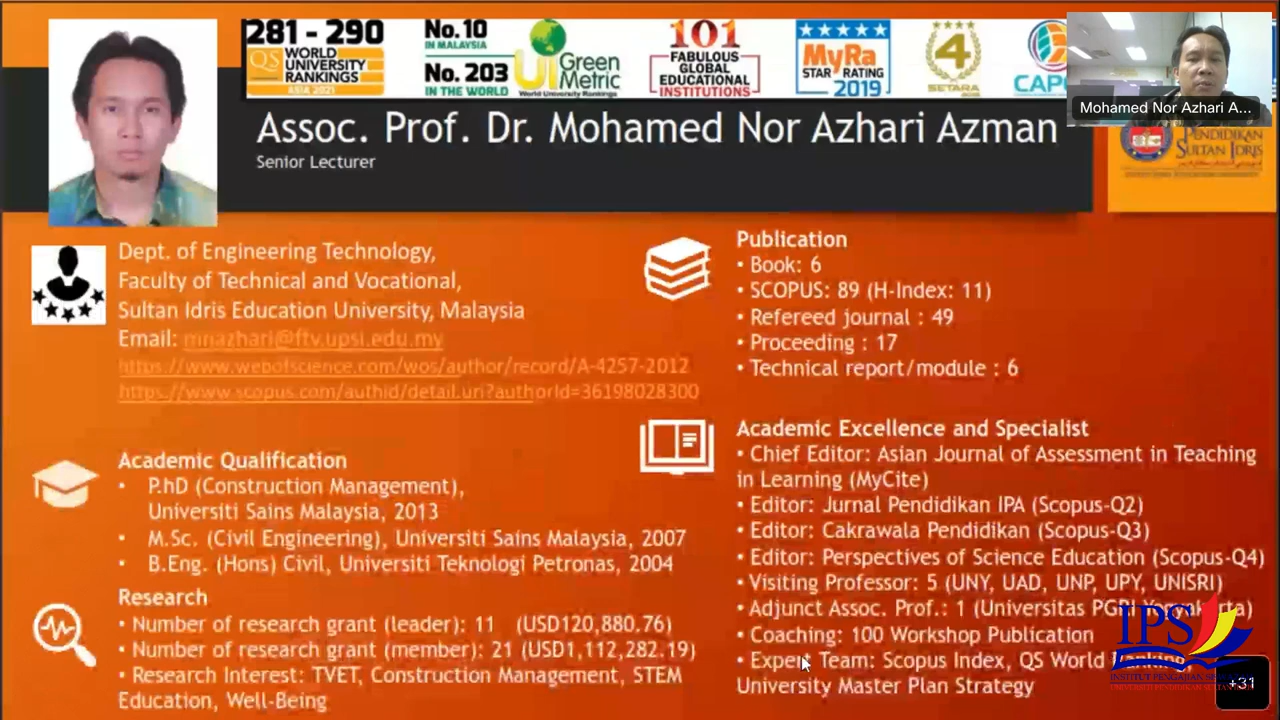 281 - 290
QS WORLD UNIVERSITY RANKINGS
ASIA 2021
No.10
IN MALAYSIA
No. 203
IN THE WORLD
UI Green Metric
World University Rankings
101
FABULOUS
GLOBAL
EDUCATIONAL
INSTITUTIONS
MyRa
STAR RATING
2019
4
SETARA
Mohamed Nor Azhari A...
Assoc. Prof. Dr. Mohamed Nor Azhari Azman
Senior Lecturer
PENDIDIKAN
SULTAN IDRIS
Dept. of Engineering Technology,
Faculty of Technical and Vocational,
Sultan Idris Education University, Malaysia
Email: mnazhari@ftv.upsi.edu.my
https://www.webofscience.com/wos/author/record/A-4257-2012
https://www.scopus.com/authid/detail.uri?authorId=36198028300
Academic Qualification
• P.hD (Construction Management),
Universiti Sains Malaysia, 2013
• M.Sc. (Civil Engineering), Universiti Sains Malaysia, 2007
• B.Eng. (Hons) Civil, Universiti Teknologi Petronas, 2004
Research
• Number of research grant (leader): 11 (USD120,880.76)
• Number of research grant (member): 21 (USD1,112,282.19)
• Research Interest: TVET, Construction Management, STEM
Education, Well-Being
Publication
• Book: 6
• SCOPUS: 89 (H-Index: 11)
• Refereed journal : 49
• Proceeding : 17
• Technical report/module : 6
Academic Excellence and Specialist
• Chief Editor: Asian Journal of Assessment in Teaching
in Learning (MyCite)
• Editor: Jurnal Pendidikan IPA (Scopus-Q2)
• Editor: Cakrawala Pendidikan (Scopus-Q3)
• Editor: Perspectives of Science Education (Scopus-Q4)
• Visiting Professor: 5 (UNY, UAD, UNP, UPY, UNISRI)
• Adjunct Assoc. Prof.: 1 (Universitas PGRI Yogyakarta)
• Coaching: 100 Workshop Publication
• Expert Team: Scopus Index, QS World Ranking,
University Master Plan Strategy
IPS
+31